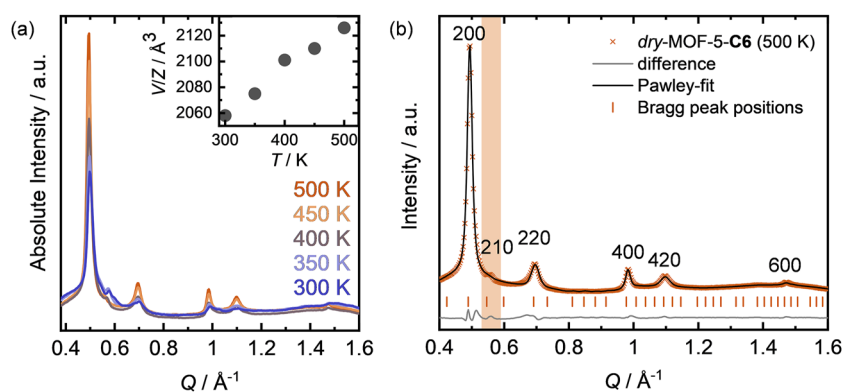 (a)
Absolute Intensity / a.u.
2120
2100
2080
2060
V/Z / Å³
300
400
500
T / K
500 K
450 K
400 K
350 K
300 K
0.4 0.6 0.8 1 1.2 1.4 1.6
Q / Å⁻¹
(b)
Intensity / a.u.
200
210
220
400
420
600
dry-MOF-5-C6 (500 K)
difference
Pawley-fit
Bragg peak positions
0.4 0.6 0.8 1 1.2 1.4 1.6
Q / Å⁻¹